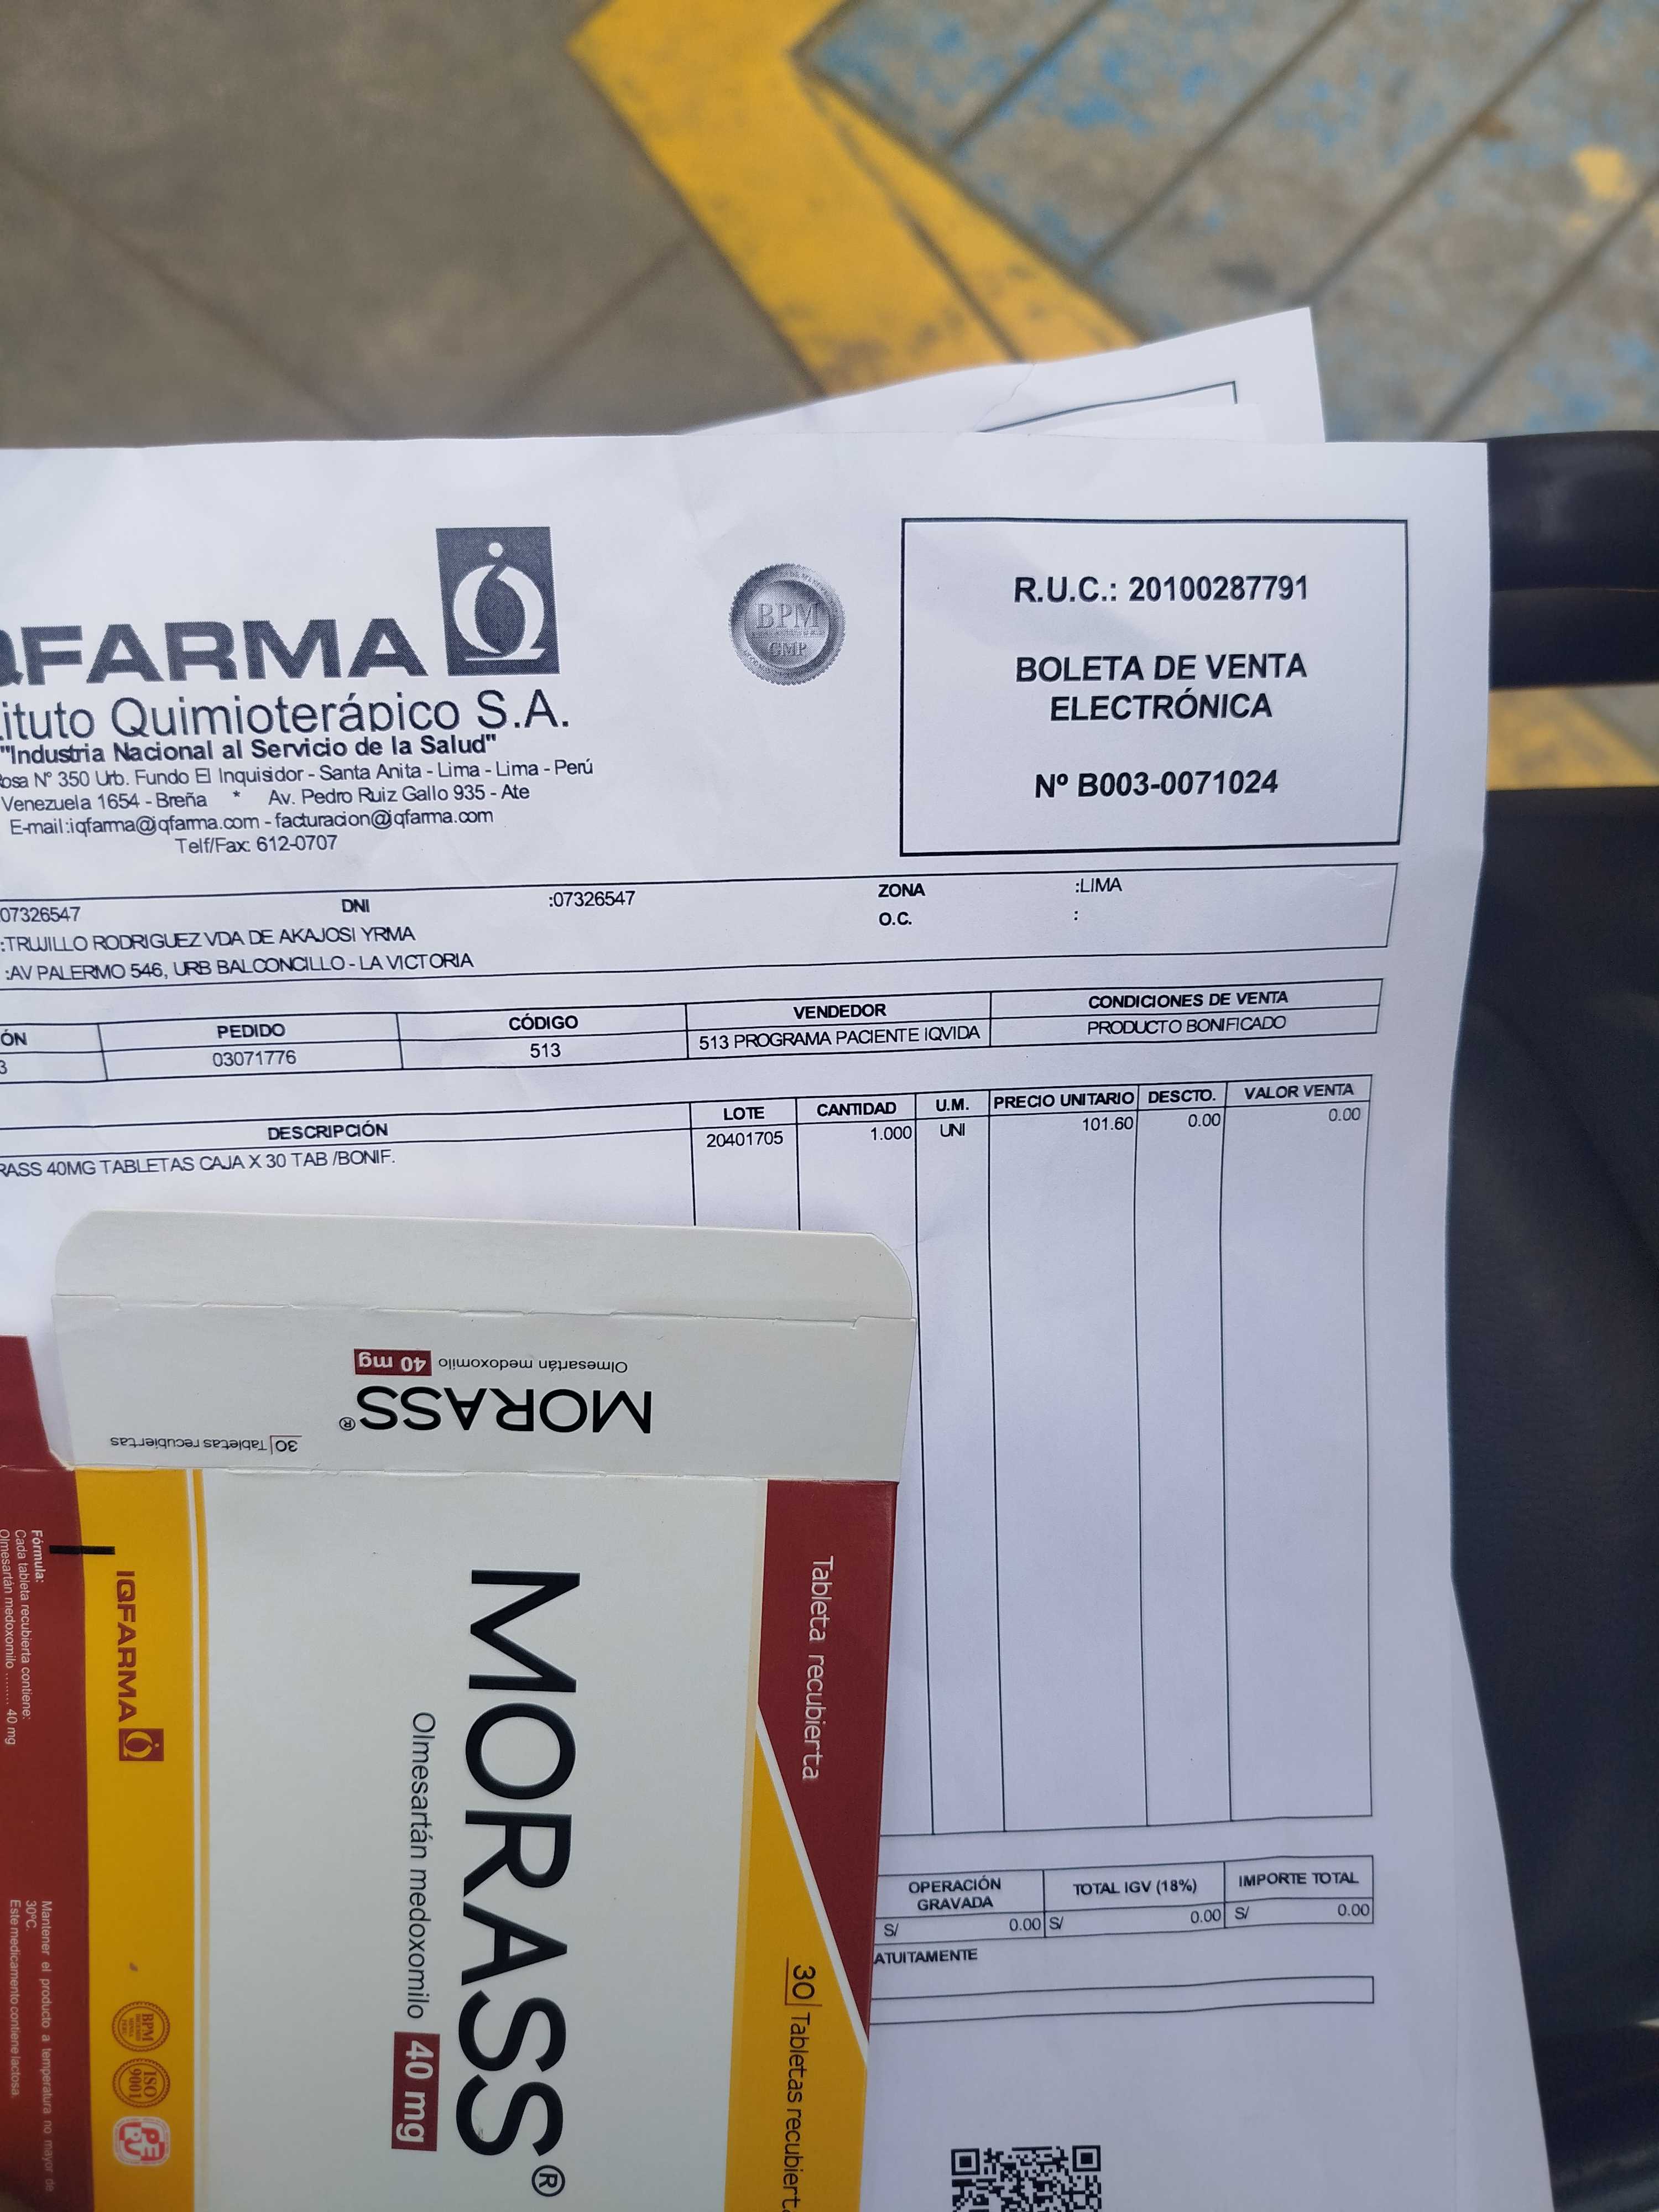 QFARMA
ituto Quimioterápico S.A.
"Industria Nacional al Servicio de la Salud"
osa Nº 350 Urb. Fundo El Inquisidor - Santa Anita - Lima - Lima - Perú
Venezuela 1654 - Breña * Av. Pedro Ruiz Gallo 935 - Ate
E-mail:iqfarma@iqfarma.com - facturacion@iqfarma.com
Telf/Fax: 612-0707
BPM
GMP
R.U.C.: 20100287791
BOLETA DE VENTA
ELECTRÓNICA
Nº B003-0071024
07326547 DNI :07326547 ZONA :LIMA
:TRUJILLO RODRIGUEZ VDA DE AKAJOSI YRMA O.C. :
:AV PALERMO 546, URB BALCONCILLO - LA VICTORIA
ÓN PEDIDO CÓDIGO VENDEDOR CONDICIONES DE VENTA
3 03071776 513 513 PROGRAMA PACIENTE IQVIDA PRODUCTO BONIFICADO
DESCRIPCIÓN LOTE CANTIDAD U.M. PRECIO UNITARIO DESCTO. VALOR VENTA
RASS 40MG TABLETAS CAJA X 30 TAB /BONIF. 20401705 1.000 UNI 101.60 0.00 0.00
MORASS®
Olmesartán medoxomilo 40 mg
30 Tabletas recubiertas
Tableta recubierta
MORASS®
Olmesartán medoxomilo 40 mg
30 Tabletas recubiert
IQFARMA
BPM
ISO
9001
Fórmula:
Cada tableta recubierta contiene:
Olmesartán medoxomilo ........ 40 mg
Mantener el producto a temperatura no mayor de
30°C.
Este medicamento contiene lactosa.
OPERACIÓN GRAVADA TOTAL IGV (18%) IMPORTE TOTAL
S/ 0.00 S/ 0.00 S/ 0.00
ATUITAMENTE